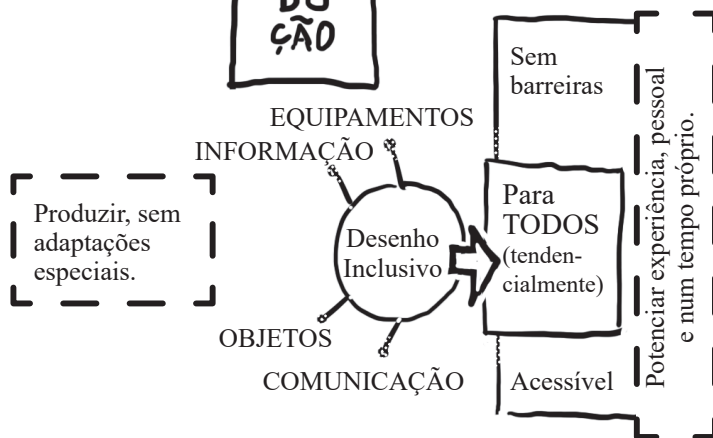 ÇÃO
EQUIPAMENTOS
INFORMAÇÃO
Produzir, sem
adaptações
especiais.
Desenho
Inclusivo
OBJETOS
COMUNICAÇÃO
Sem
barreiras
Para
TODOS
(tenden-
cialmente)
Acessível
Potenciar experiência, pessoal
e num tempo próprio.